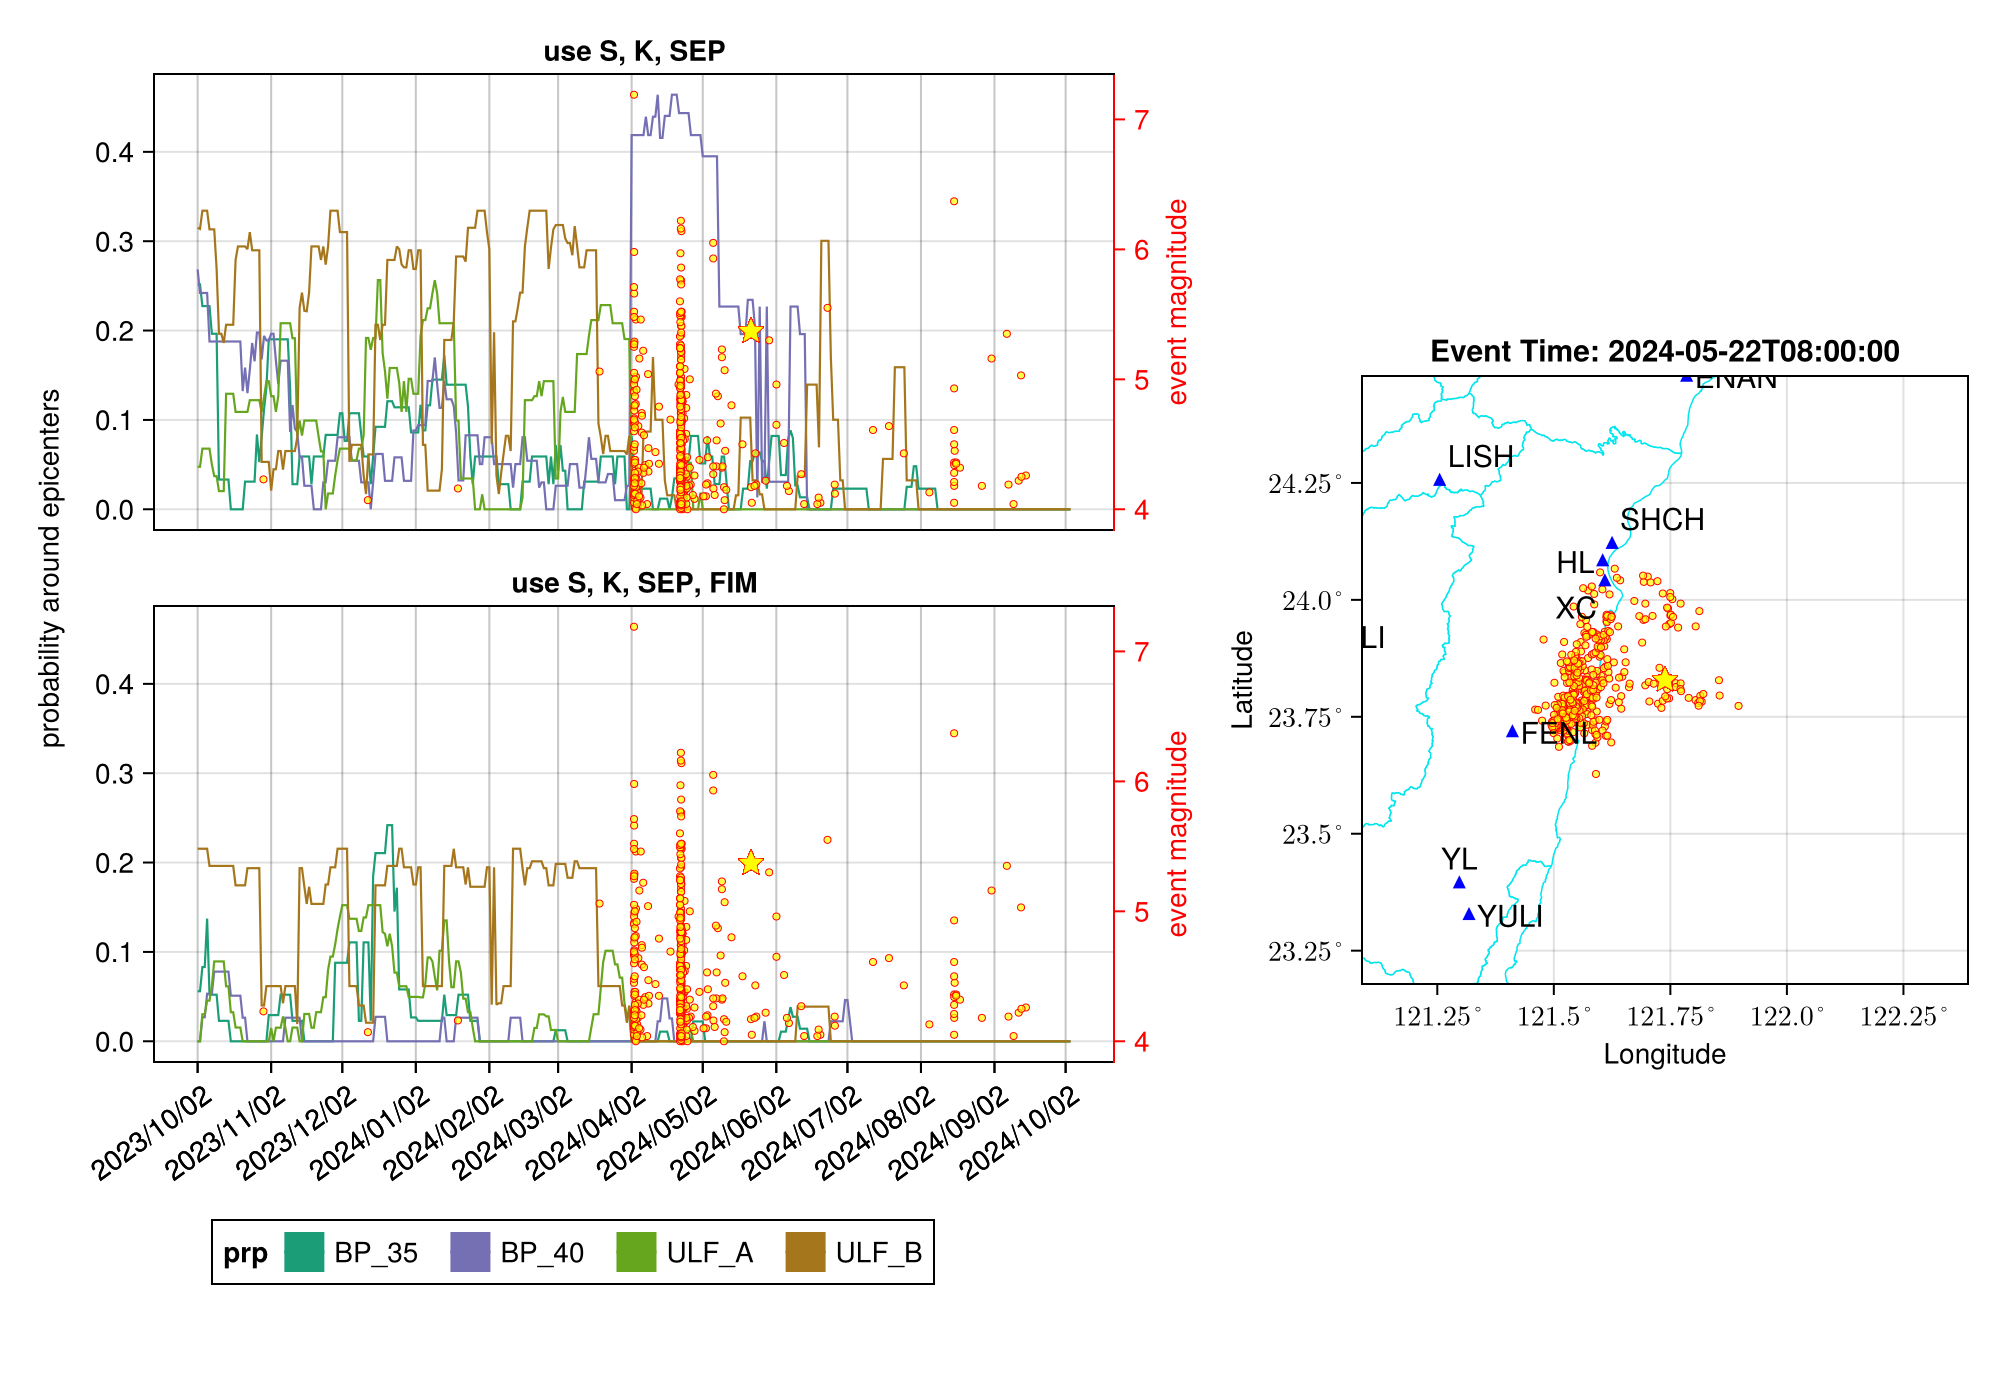 use S, K, SEP
0.4
0.3
0.2
0.1
0.0
7
6
5
4
event magnitude
probability around epicenters
use S, K, SEP, FIM
0.4
0.3
0.2
0.1
0.0
7
6
5
4
event magnitude
2023/10/02
2023/11/02
2023/12/02
2024/01/02
2024/02/02
2024/03/02
2024/04/02
2024/05/02
2024/06/02
2024/07/02
2024/08/02
2024/09/02
2024/10/02
prp BP_35 BP_40 ULF_A ULF_B
Event Time: 2024-05-22T08:00:00
ENAN
LISH
SHCH
HL
XC
LI
FENL
YL
YULI
24.25°
24.0°
23.75°
23.5°
23.25°
Latitude
121.25° 121.5° 121.75° 122.0° 122.25°
Longitude